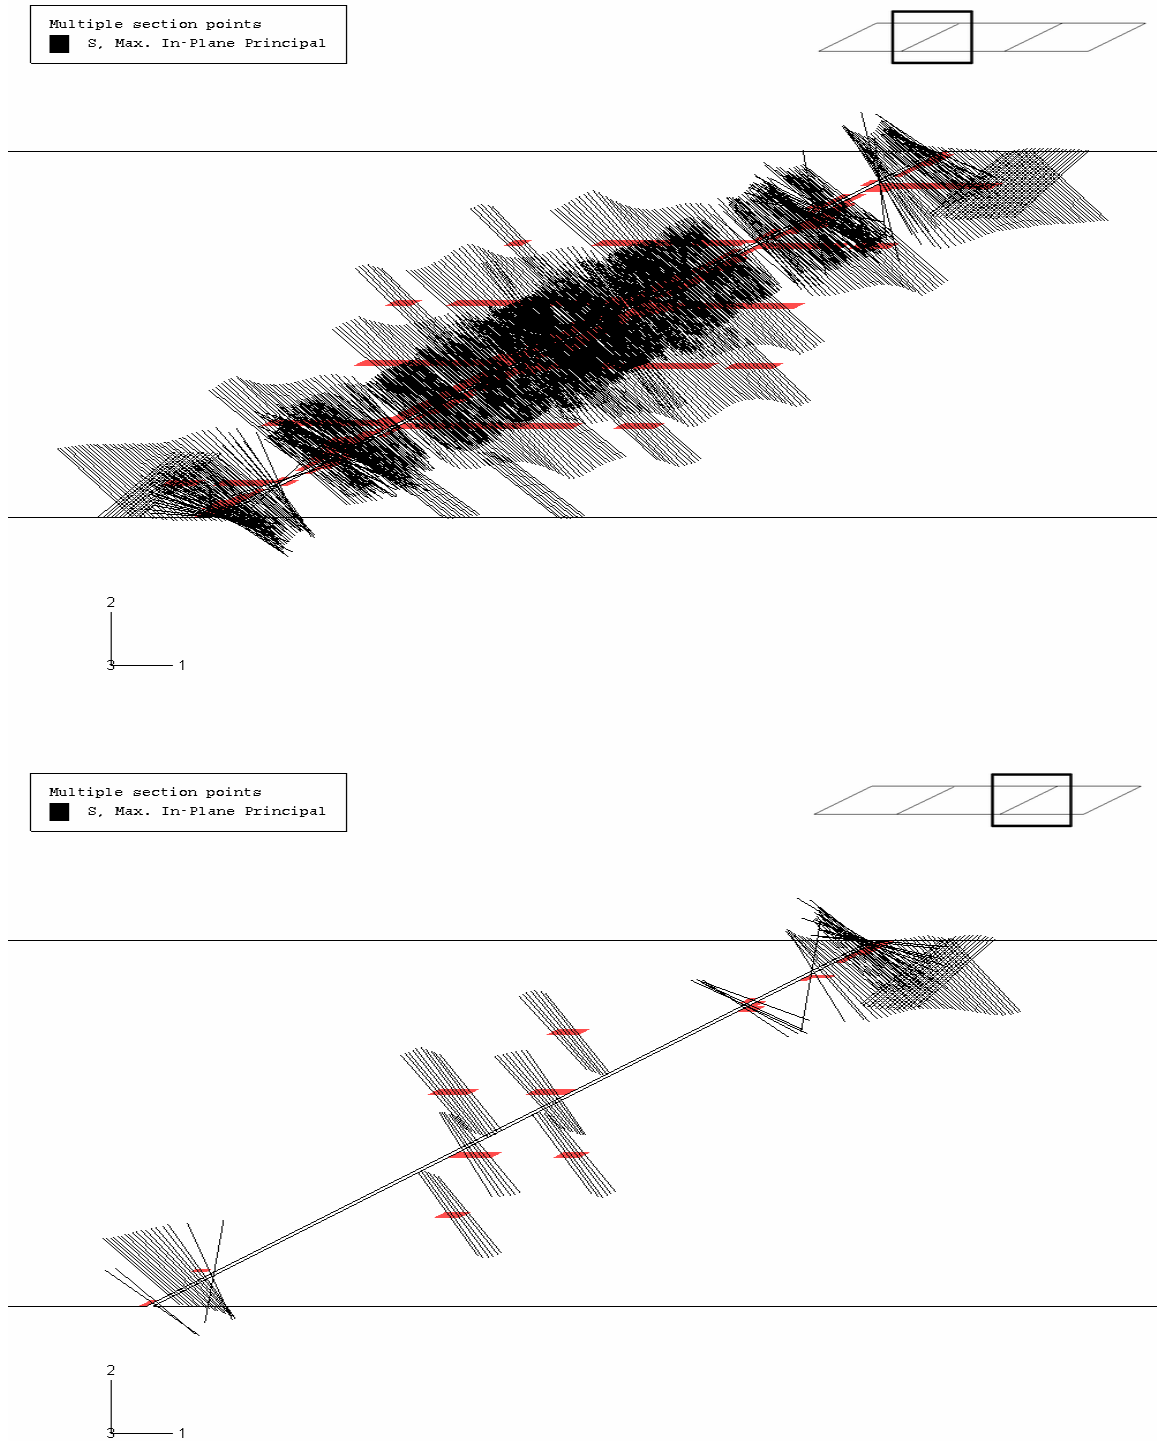 Multiple section points
S, Max. In-Plane Principal
2
3
1
Multiple section points
S, Max. In-Plane Principal
2
3
1